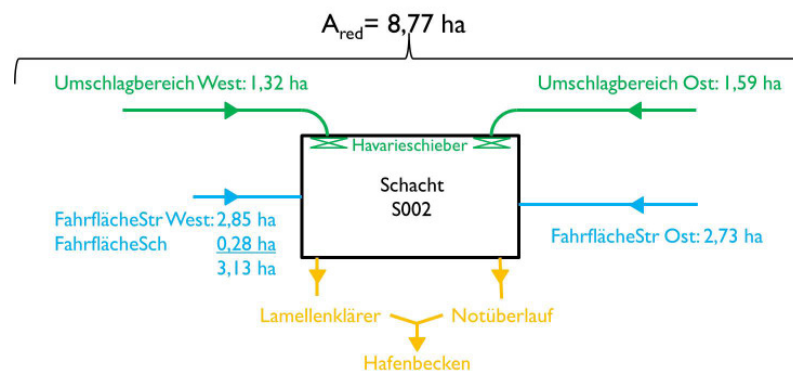 A_red = 8,77 ha
Umschlagbereich West: 1,32 ha
Umschlagbereich Ost: 1,59 ha
Havarieschieber
Schacht
S002
FahrflächeStr West: 2,85 ha
FahrflächeSch 0,28 ha
3,13 ha
FahrflächeStr Ost: 2,73 ha
Lamellenklärer
Notüberlauf
Hafenbecken